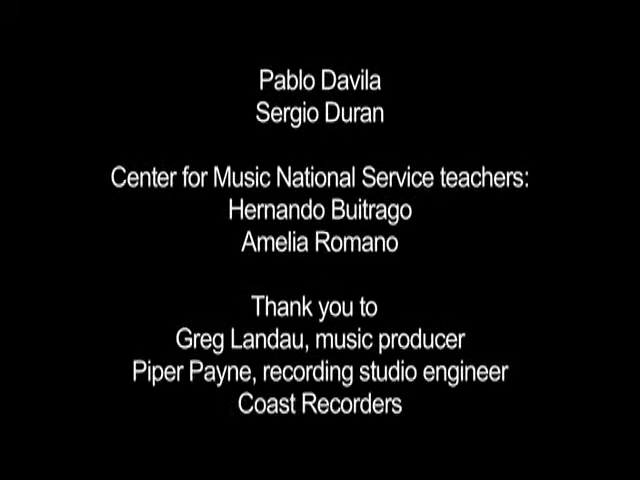 Pablo Davila
Sergio Duran
Center for Music National Service teachers:
Hernando Buitrago
Amelia Romano
Thank you to
Greg Landau, music producer
Piper Payne, recording studio engineer
Coast Recorders